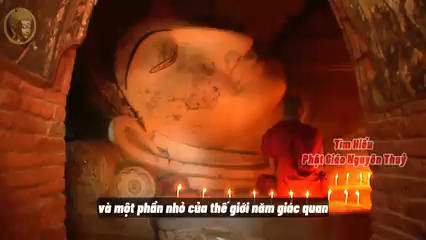 Tìm Hiểu
Phật Giáo Nguyên Thuỷ
và một phần nhỏ của thế giới năm giác quan